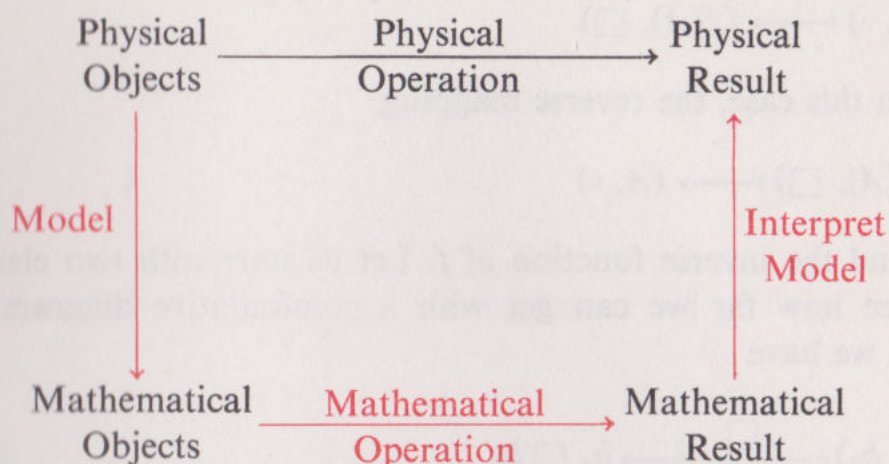 Physical Physical Physical
Objects Operation Result
Model Interpret
Model
Mathematical Mathematical Mathematical
Objects Operation Result